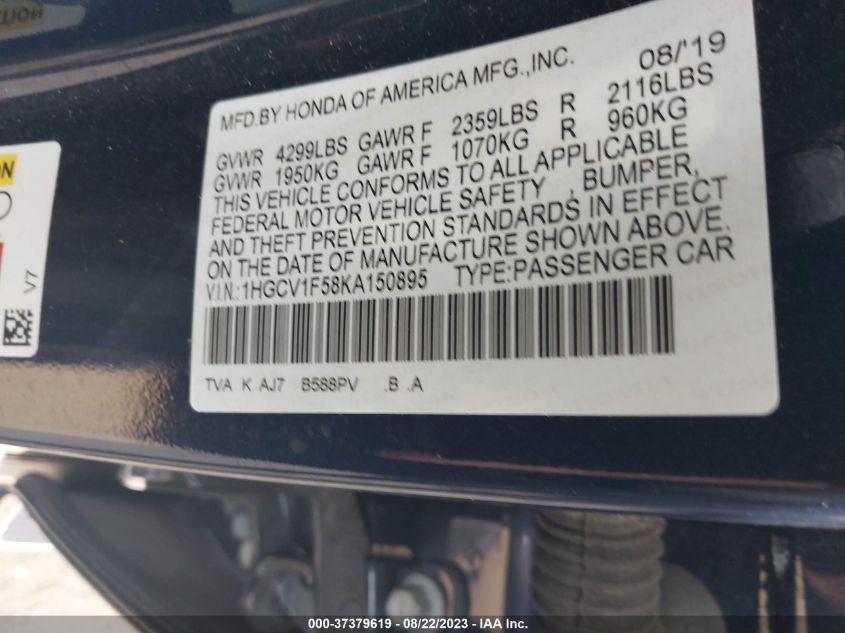 MFD.BY HONDA OF AMERICA MFG.,INC. 08/'19
GVWR 4299LBS GAWR F 2359LBS R 2116LBS
GVWR 1950KG GAWR F 1070KG R 960KG
THIS VEHICLE CONFORMS TO ALL APPLICABLE
FEDERAL MOTOR VEHICLE SAFETY , BUMPER,
AND THEFT PREVENTION STANDARDS IN EFFECT
ON THE DATE OF MANUFACTURE SHOWN ABOVE.
V.I.N.:1HGCV1F58KA150895 TYPE:PASSENGER CAR
TVA K AJ7 B588PV .B .A
V7
000-37379619 - 08/22/2023 - IAA Inc.